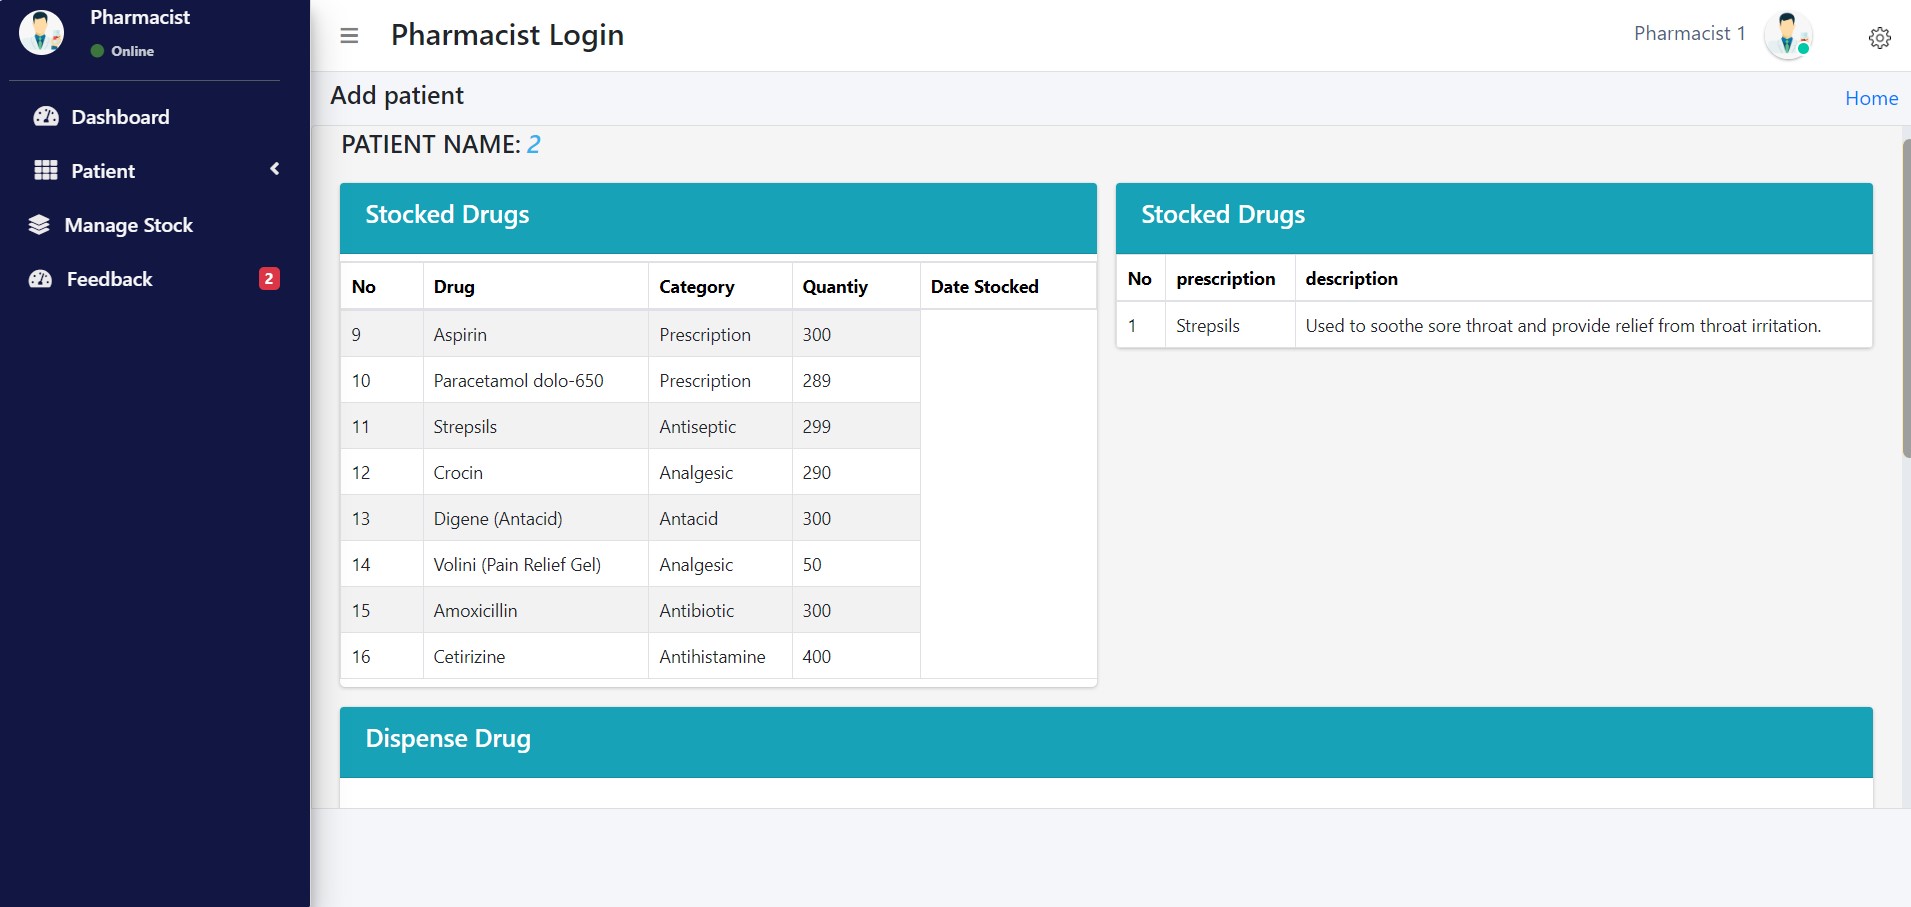 Pharmacist
Online
Dashboard
Patient
Manage Stock
Feedback 2
Pharmacist Login
Pharmacist 1
Add patient
Home
PATIENT NAME: 2
Stocked Drugs
No Drug Category Quantiy Date Stocked
9 Aspirin Prescription 300
10 Paracetamol dolo-650 Prescription 289
11 Strepsils Antiseptic 299
12 Crocin Analgesic 290
13 Digene (Antacid) Antacid 300
14 Volini (Pain Relief Gel) Analgesic 50
15 Amoxicillin Antibiotic 300
16 Cetirizine Antihistamine 400
Stocked Drugs
No prescription description
1 Strepsils Used to soothe sore throat and provide relief from throat irritation.
Dispense Drug